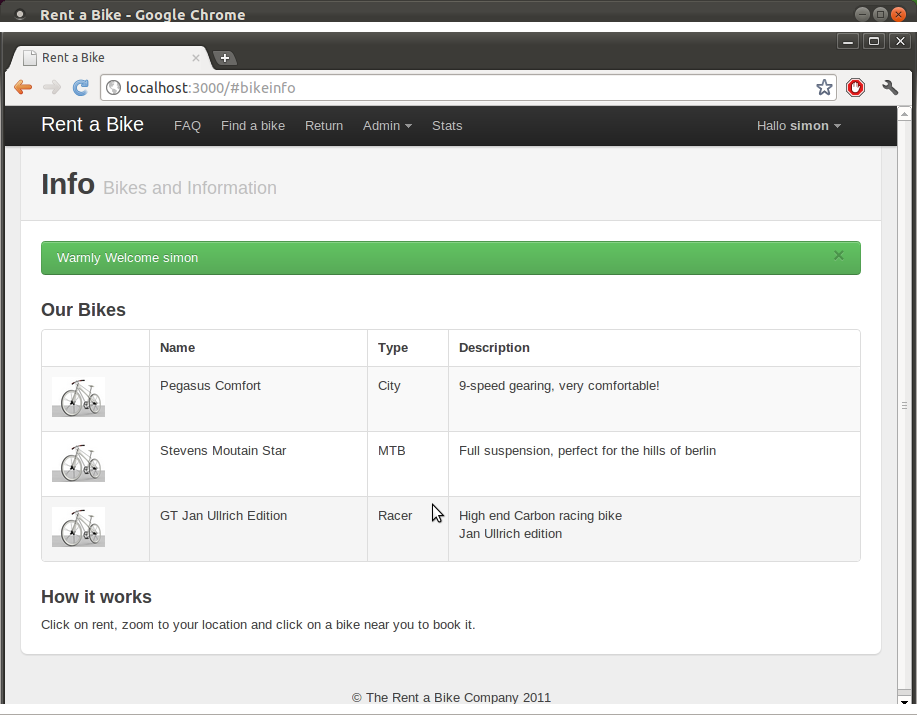 Rent a Bike - Google Chrome
Rent a Bike
localhost:3000/#bikeinfo
Rent a Bike FAQ Find a bike Return Admin Stats Hallo simon
Info Bikes and Information
Warmly Welcome simon ×
Our Bikes
Name Type Description
Pegasus Comfort City 9-speed gearing, very comfortable!
Stevens Moutain Star MTB Full suspension, perfect for the hills of berlin
GT Jan Ullrich Edition Racer High end Carbon racing bike
Jan Ullrich edition
How it works
Click on rent, zoom to your location and click on a bike near you to book it.
© The Rent a Bike Company 2011